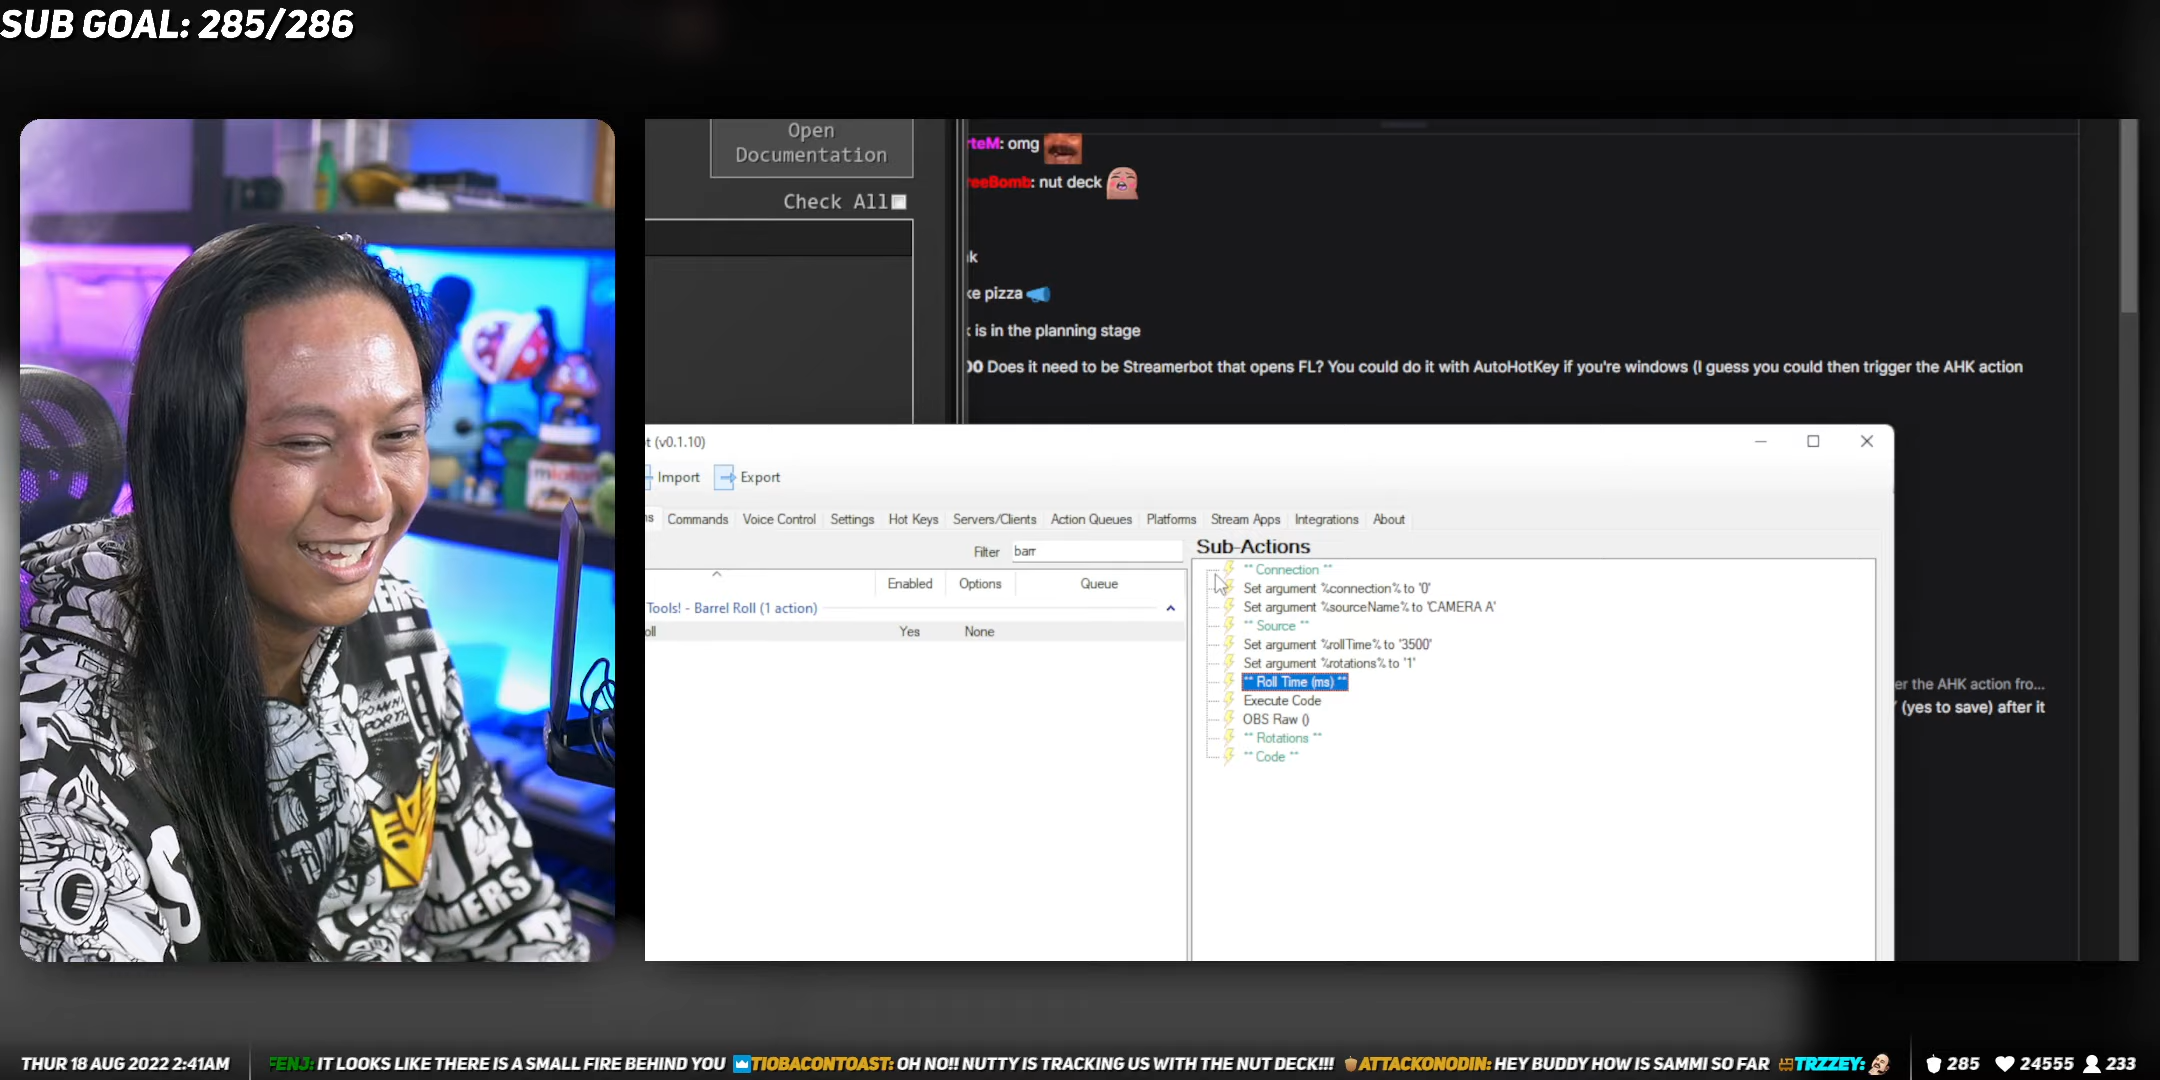 SUB GOAL: 285/286
Open
Documentation
Check All
rteM: omg
reeBomb: nut deck
k
ke pizza
is in the planning stage
00 Does it need to be Streamerbot that opens FL? You could do it with AutoHotKey if you're windows (I guess you could then trigger the AHK action
er the AHK action fro...
(yes to save) after it
t (v0.1.10)
Import
Export
ns
Commands
Voice Control
Settings
Hot Keys
Servers/Clients
Action Queues
Platforms
Stream Apps
Integrations
About
Filter
barr
Enabled
Options
Queue
Tools! - Barrel Roll (1 action)
oll
Yes
None
Sub-Actions
** Connection **
Set argument %connection% to '0'
Set argument %sourceName% to 'CAMERA A'
** Source **
Set argument %rollTime% to '3500'
Set argument %rotations% to '1'
** Roll Time (ms) **
Execute Code
OBS Raw ()
** Rotations **
** Code **
THUR 18 AUG 2022 2:41AM
FENJ: IT LOOKS LIKE THERE IS A SMALL FIRE BEHIND YOU
TIOBACONTOAST: OH NO!! NUTTY IS TRACKING US WITH THE NUT DECK!!!
ATTACKONODIN: HEY BUDDY HOW IS SAMMI SO FAR
TRZZEY:
285
24555
233